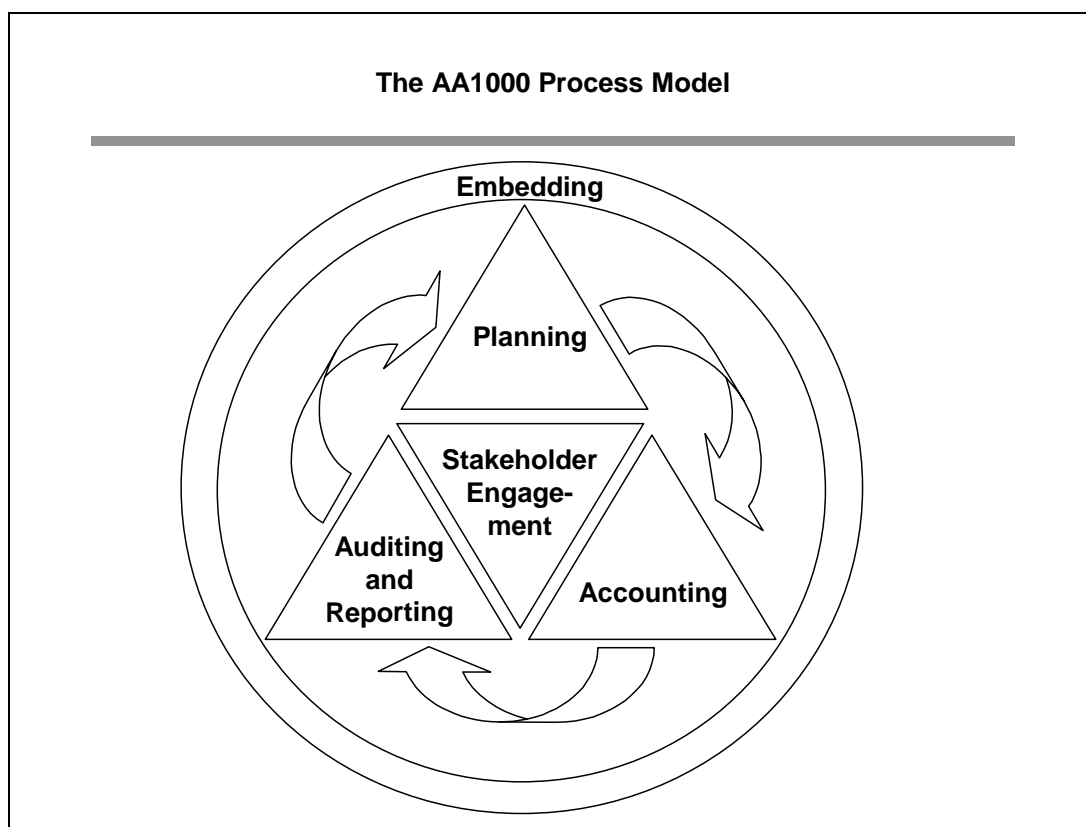 The AA1000 Process Model
Embedding
Planning
Stakeholder
Engage-
ment
Auditing
and
Reporting
Accounting